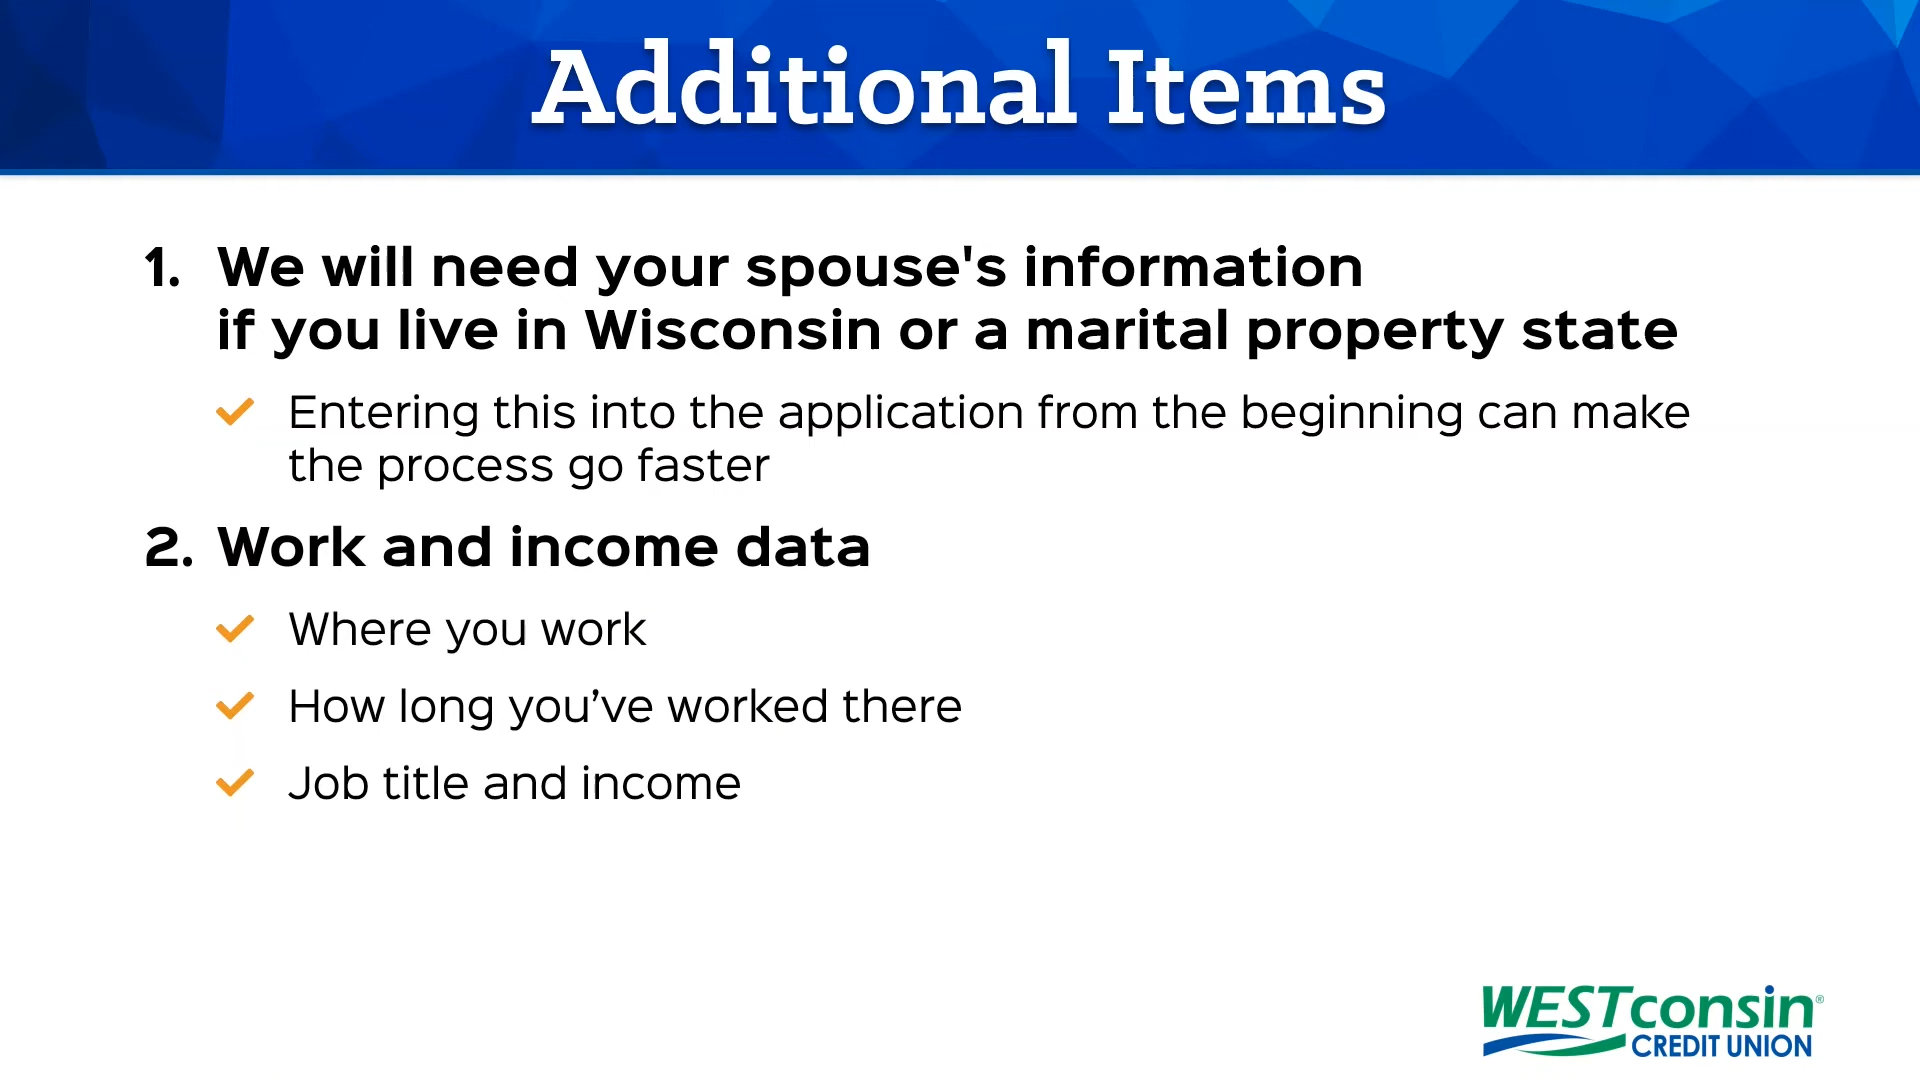 Additional Items
1. We will need your spouse's information
if you live in Wisconsin or a marital property state
Entering this into the application from the beginning can make
the process go faster
2. Work and income data
Where you work
How long you’ve worked there
Job title and income
WESTconsin®
CREDIT UNION